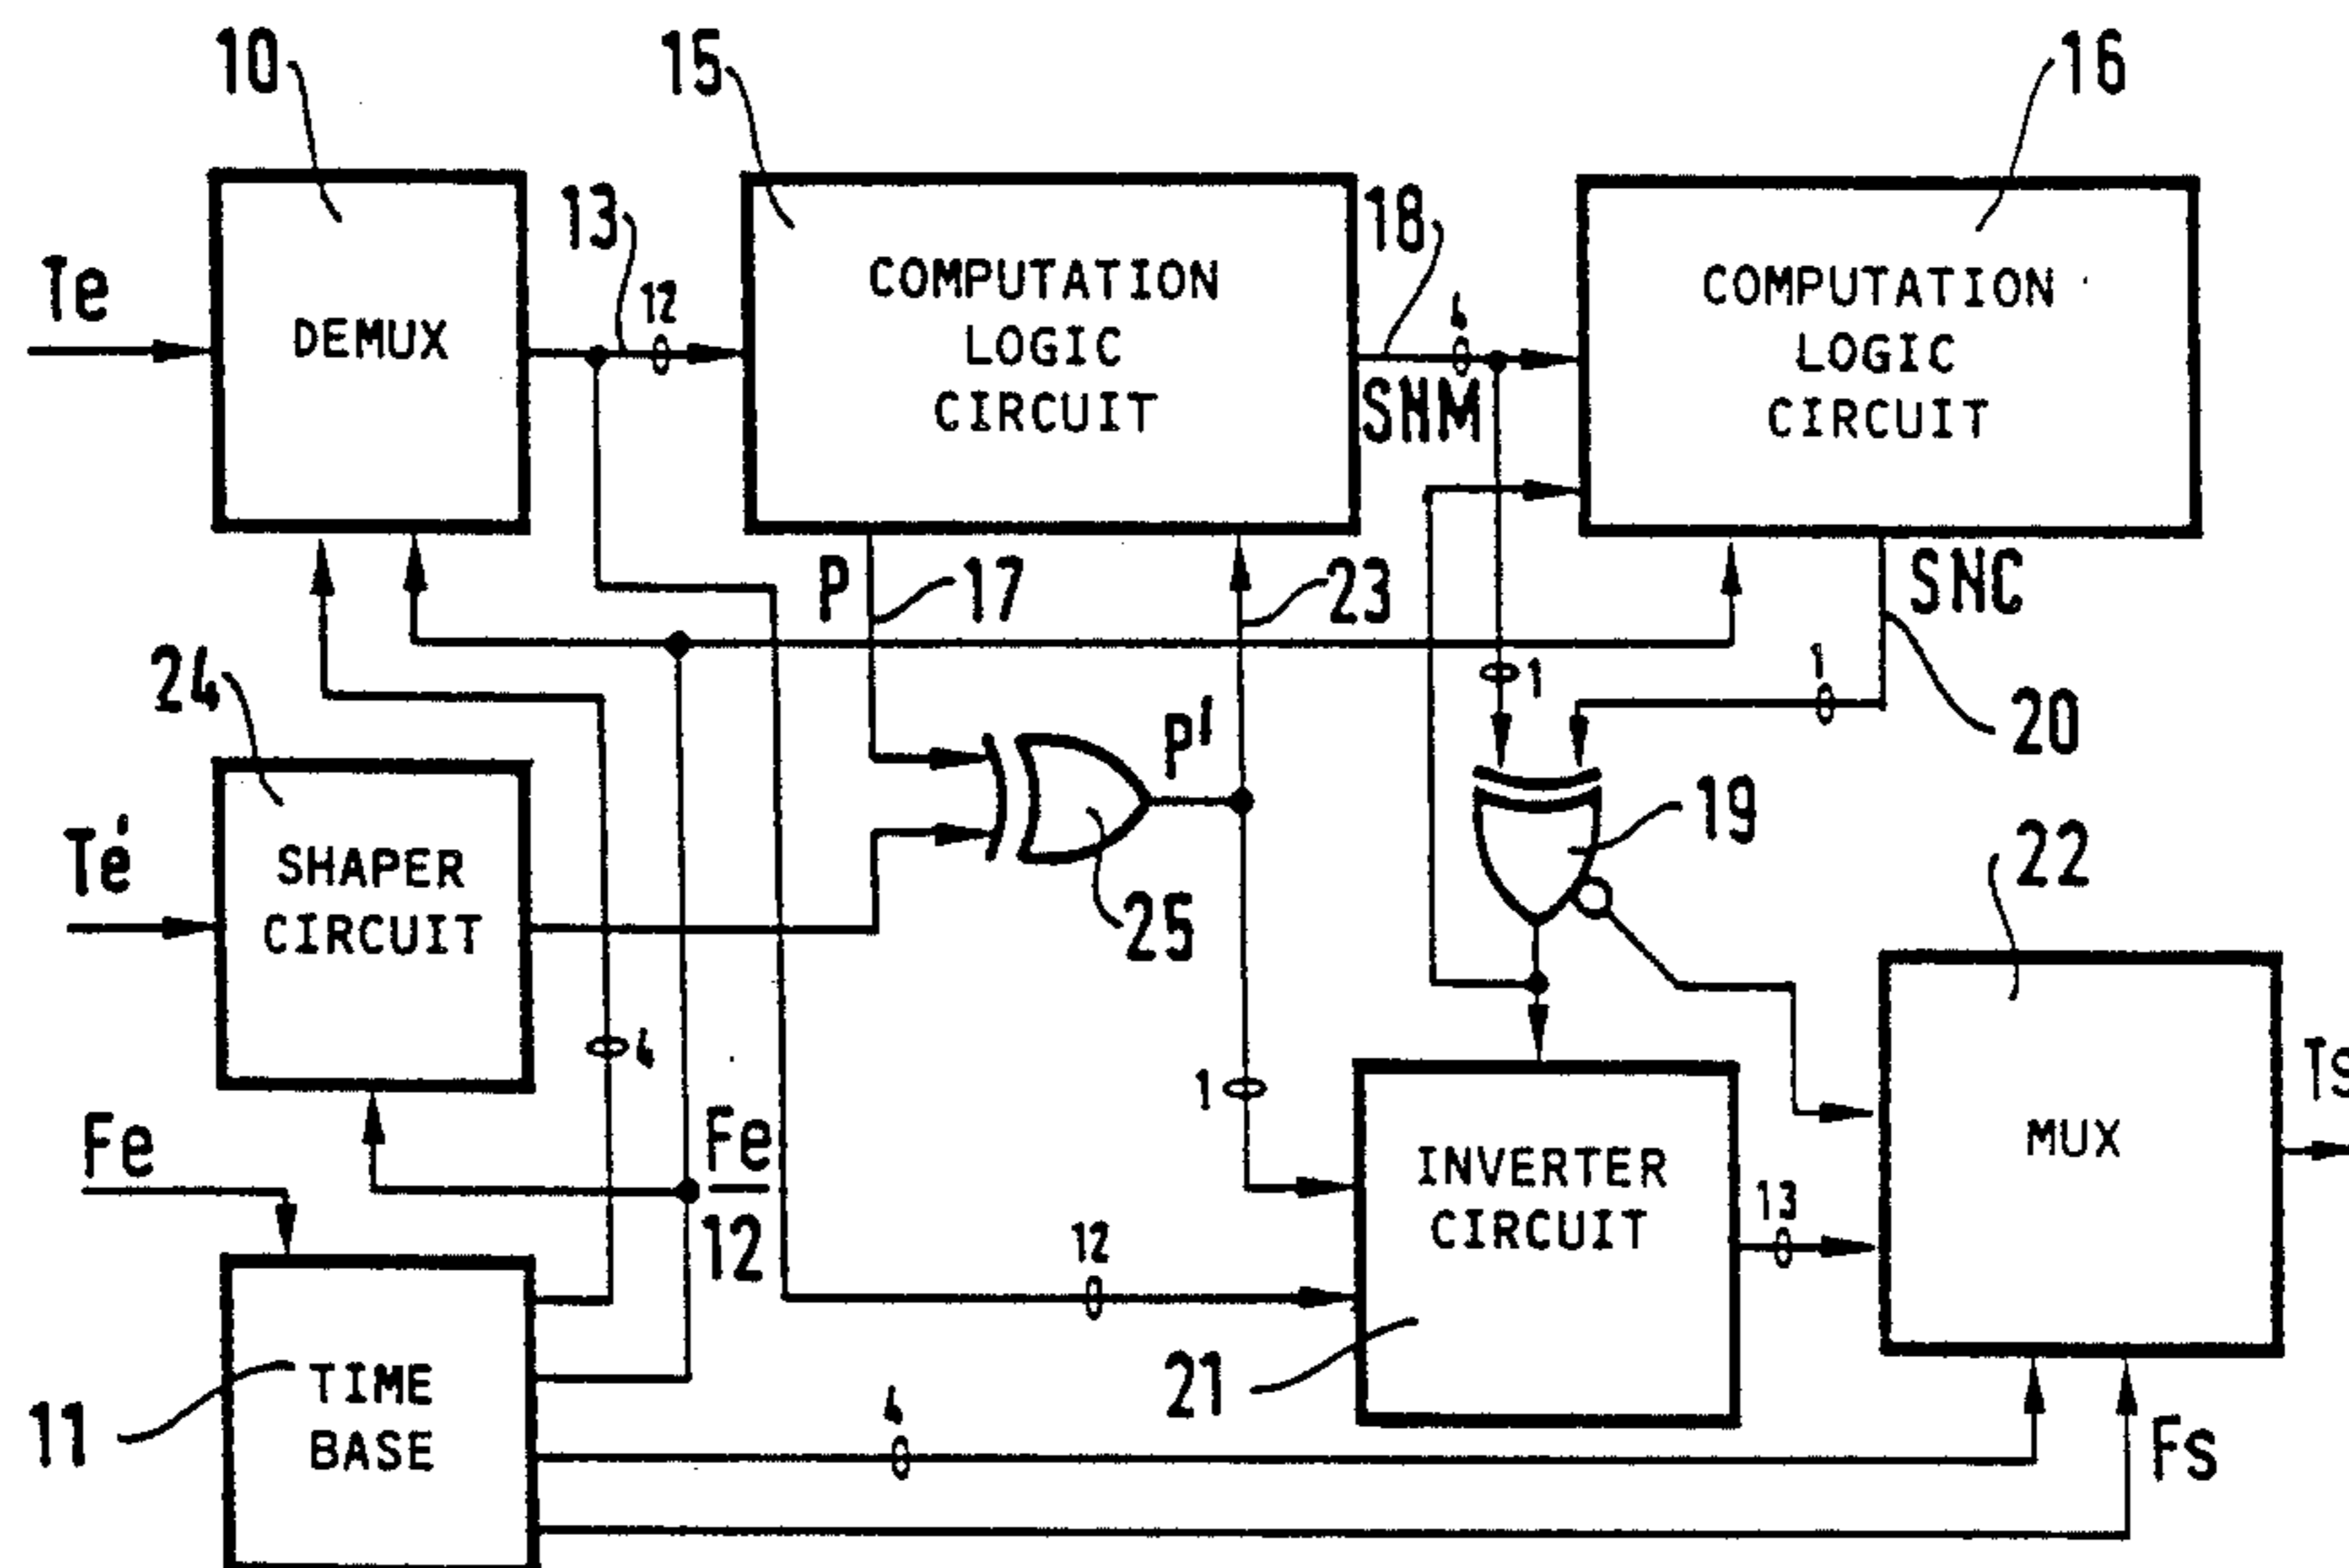 10
15
16
13
18
Te
12
4
DEMUX
COMPUTATION
LOGIC
CIRCUIT
COMPUTATION
LOGIC
CIRCUIT
SNM
P
17
23
SNC
24
1
1
20
P'
19
22
Te'
SHAPER
CIRCUIT
25
4
1
Ts
Fe
Fe
12
MUX
INVERTER
CIRCUIT
13
12
11
TIME
BASE
21
4
Fs